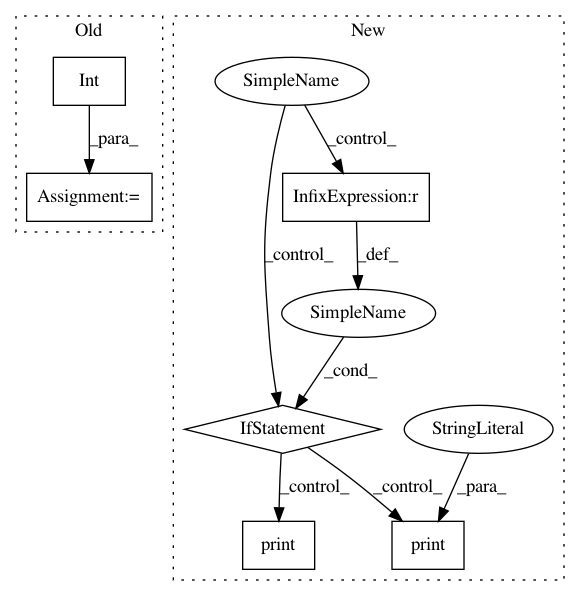 Old
New
Int
SimpleName
_para_
_control_
Assignment:=
InfixExpression:r
_control_
_def_
SimpleName
_cond_
IfStatement
StringLiteral
_control_
_control_
_para_
print
print